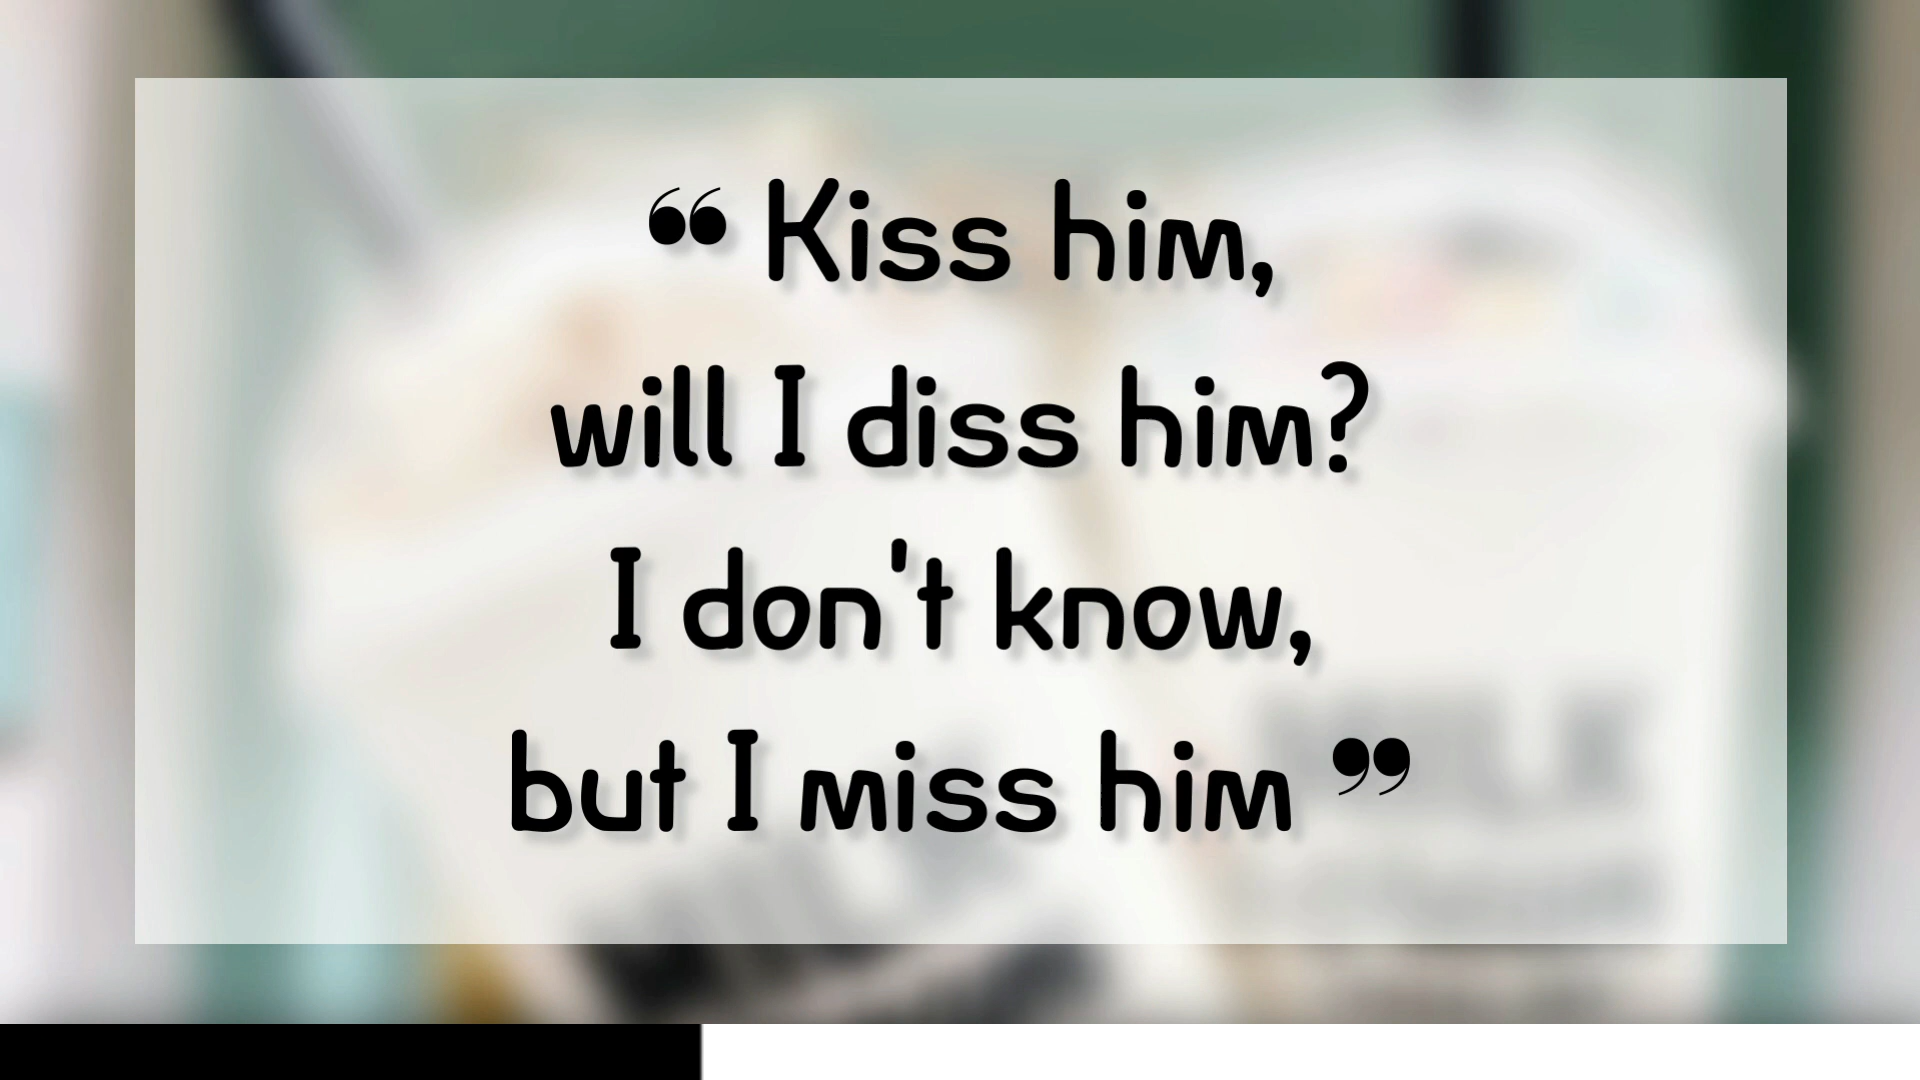 ❝ Kiss him,
will I diss him?
I don't know,
but I miss him ❞